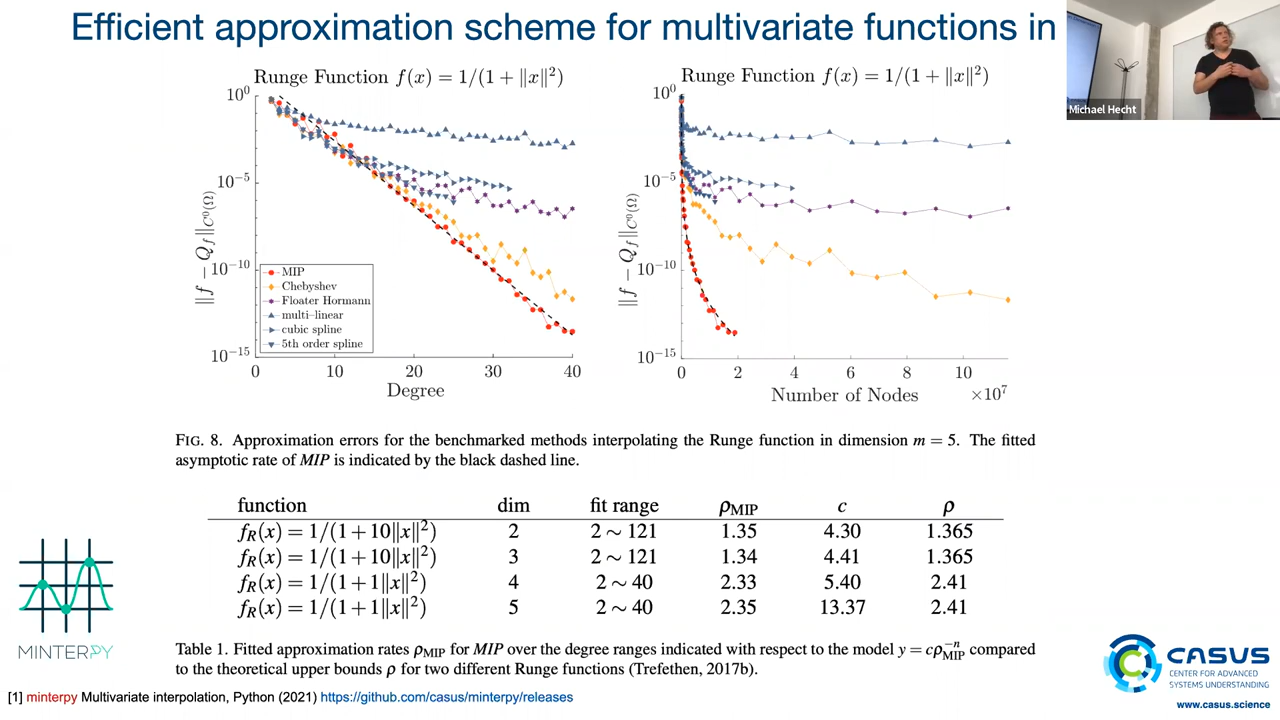 Efficient approximation scheme for multivariate functions in
Michael Hecht
Runge Function f(x) = 1/(1 + ‖x‖²)
10⁰
10⁻⁵
10⁻¹⁰
10⁻¹⁵
‖f − Q_f‖_{C⁰(Ω)}
MIP
Chebyshev
Floater Hormann
multi–linear
cubic spline
5th order spline
0 10 20 30 40
Degree
Runge Function f(x) = 1/(1 + ‖x‖²)
10⁰
10⁻⁵
10⁻¹⁰
10⁻¹⁵
‖f − Q_f‖_{C⁰(Ω)}
0 2 4 6 8 10
×10⁷
Number of Nodes
FIG. 8. Approximation errors for the benchmarked methods interpolating the Runge function in dimension m = 5. The fitted
asymptotic rate of MIP is indicated by the black dashed line.
function dim fit range ρ_MIP c ρ
f_R(x) = 1/(1 + 10‖x‖²) 2 2 ∼ 121 1.35 4.30 1.365
f_R(x) = 1/(1 + 10‖x‖²) 3 2 ∼ 121 1.34 4.41 1.365
f_R(x) = 1/(1 + 1‖x‖²) 4 2 ∼ 40 2.33 5.40 2.41
f_R(x) = 1/(1 + 1‖x‖²) 5 2 ∼ 40 2.35 13.37 2.41
Table 1. Fitted approximation rates ρ_MIP for MIP over the degree ranges indicated with respect to the model y = cρ_MIP^{−n} compared
to the theoretical upper bounds ρ for two different Runge functions (Trefethen, 2017b).
MINTERPY
[1] minterpy Multivariate interpolation, Python (2021) https://github.com/casus/minterpy/releases
CASUS
CENTER FOR ADVANCED
SYSTEMS UNDERSTANDING
www.casus.science